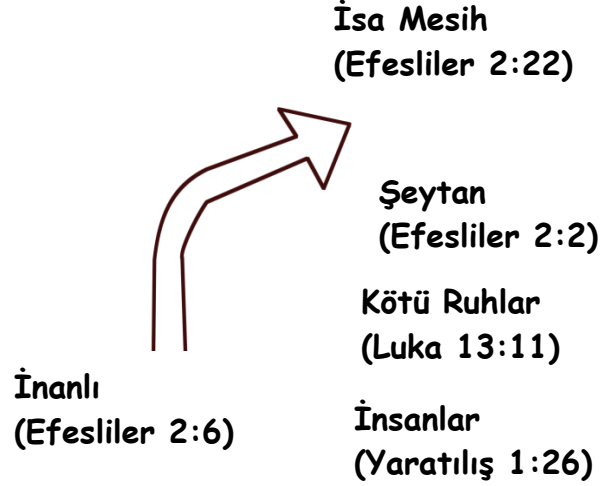 İsa Mesih
(Efesliler 2:22)
Şeytan
(Efesliler 2:2)
Kötü Ruhlar
(Luka 13:11)
İnanlı
(Efesliler 2:6)
İnsanlar
(Yaratılış 1:26)